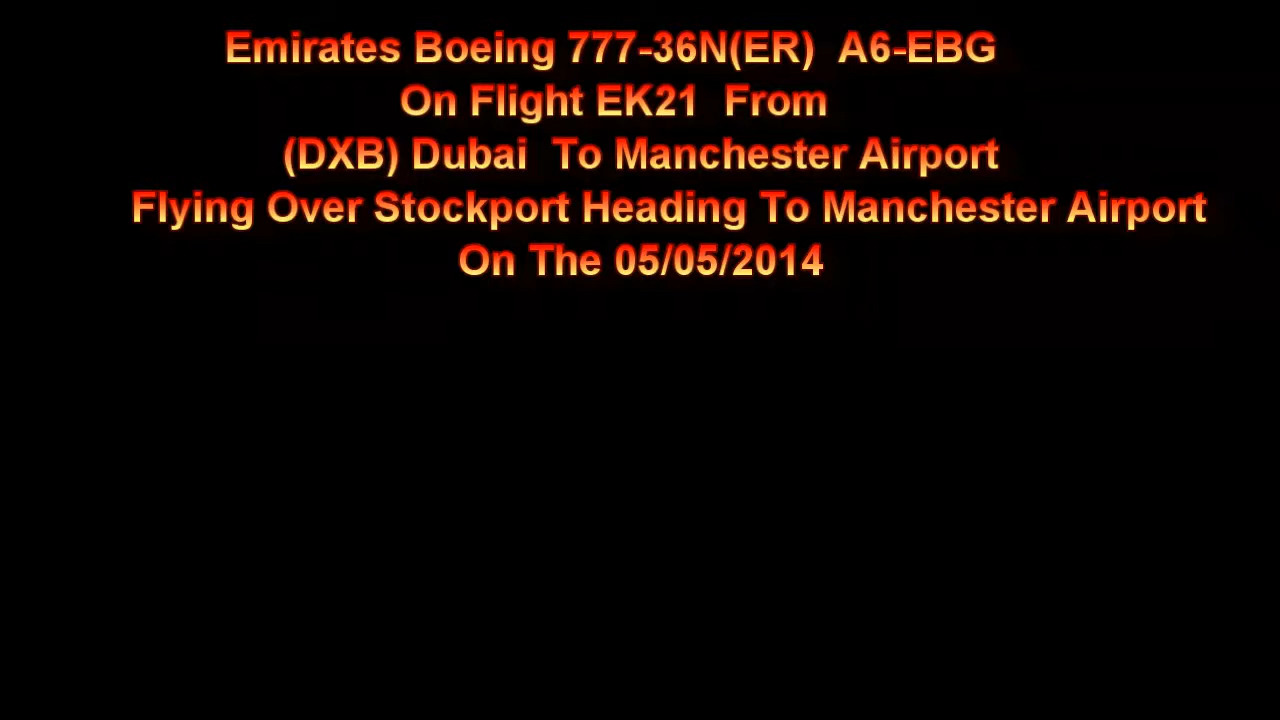 Emirates Boeing 777-36N(ER)  A6-EBG
On Flight EK21  From
(DXB) Dubai  To Manchester Airport
Flying Over Stockport Heading To Manchester Airport
On The 05/05/2014